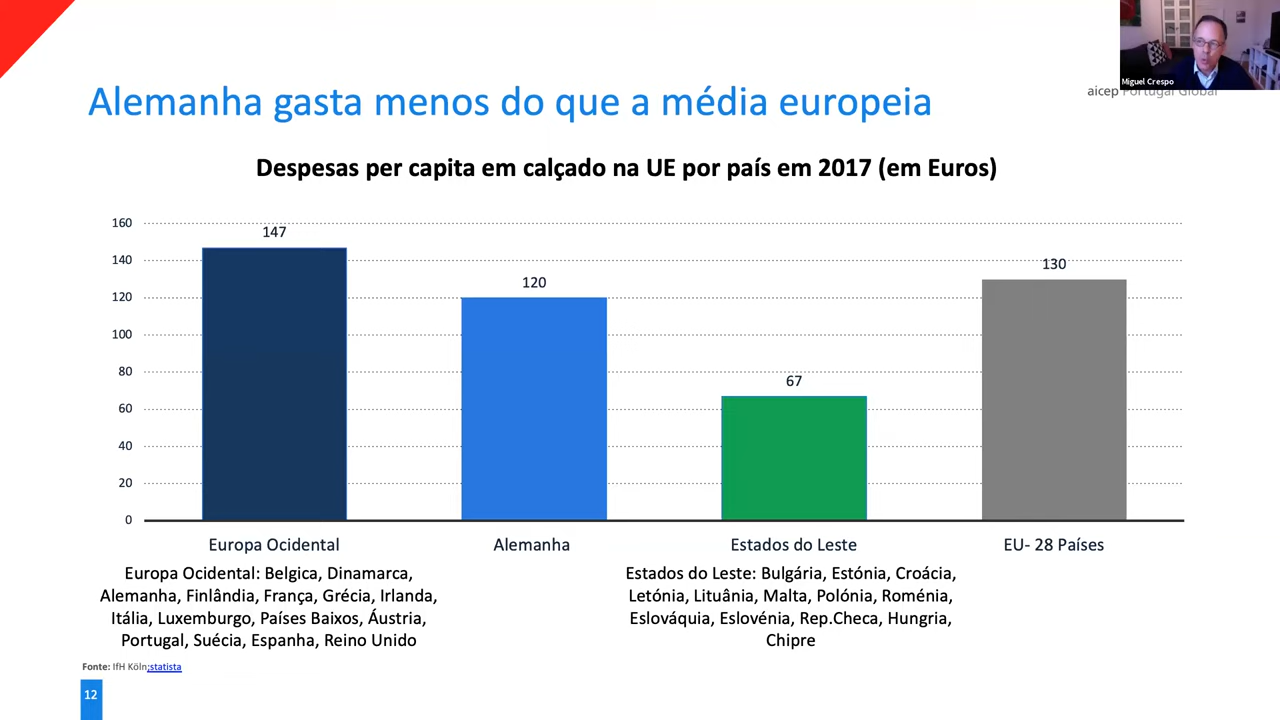 Miguel Crespo
aicep Portugal Global
Alemanha gasta menos do que a média europeia
Despesas per capita em calçado na UE por país em 2017 (em Euros)
160
147
140
130
120
120
100
80
67
60
40
20
0
Europa Ocidental
Alemanha
Estados do Leste
EU- 28 Países
Europa Ocidental: Belgica, Dinamarca,
Alemanha, Finlândia, França, Grécia, Irlanda,
Itália, Luxemburgo, Países Baixos, Áustria,
Portugal, Suécia, Espanha, Reino Unido
Estados do Leste: Bulgária, Estónia, Croácia,
Letónia, Lituânia, Malta, Polónia, Roménia,
Eslováquia, Eslovénia, Rep.Checa, Hungria,
Chipre
Fonte: IfH Köln;statista
12